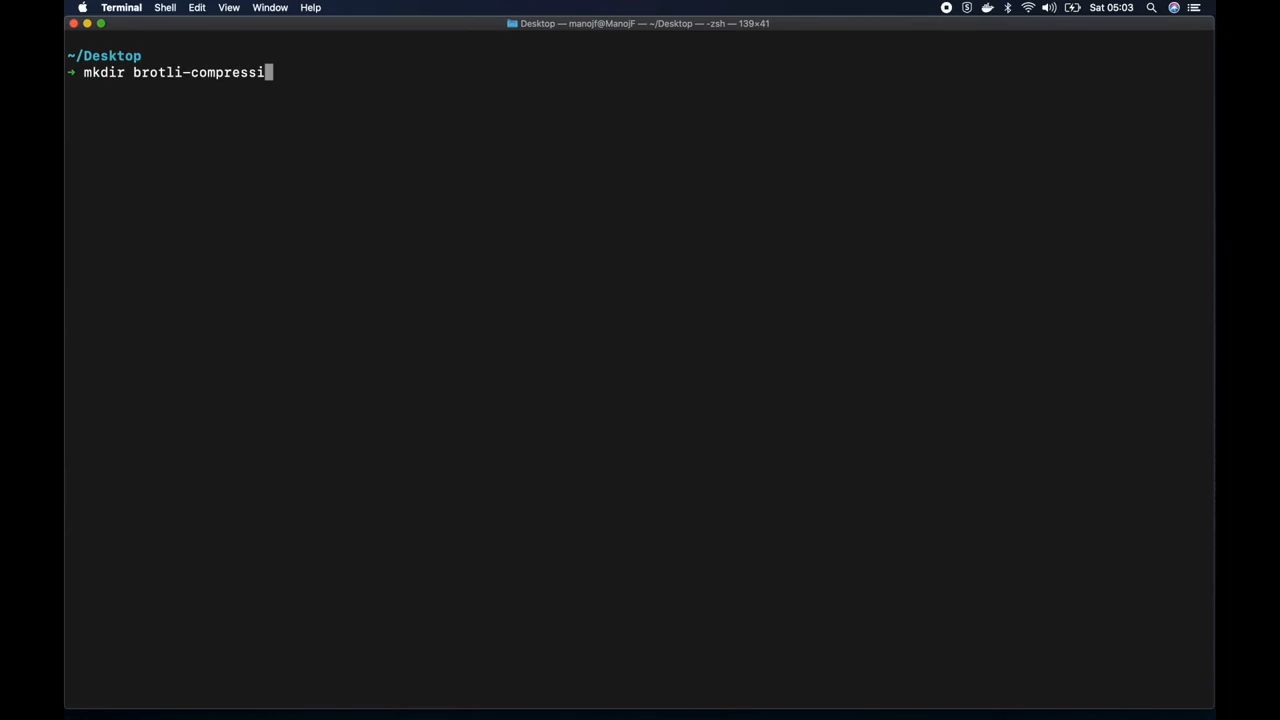 Terminal Shell Edit View Window Help Sat 05:03
Desktop — manojf@ManojF — ~/Desktop — -zsh — 139×41
~/Desktop
→ mkdir brotli-compressi